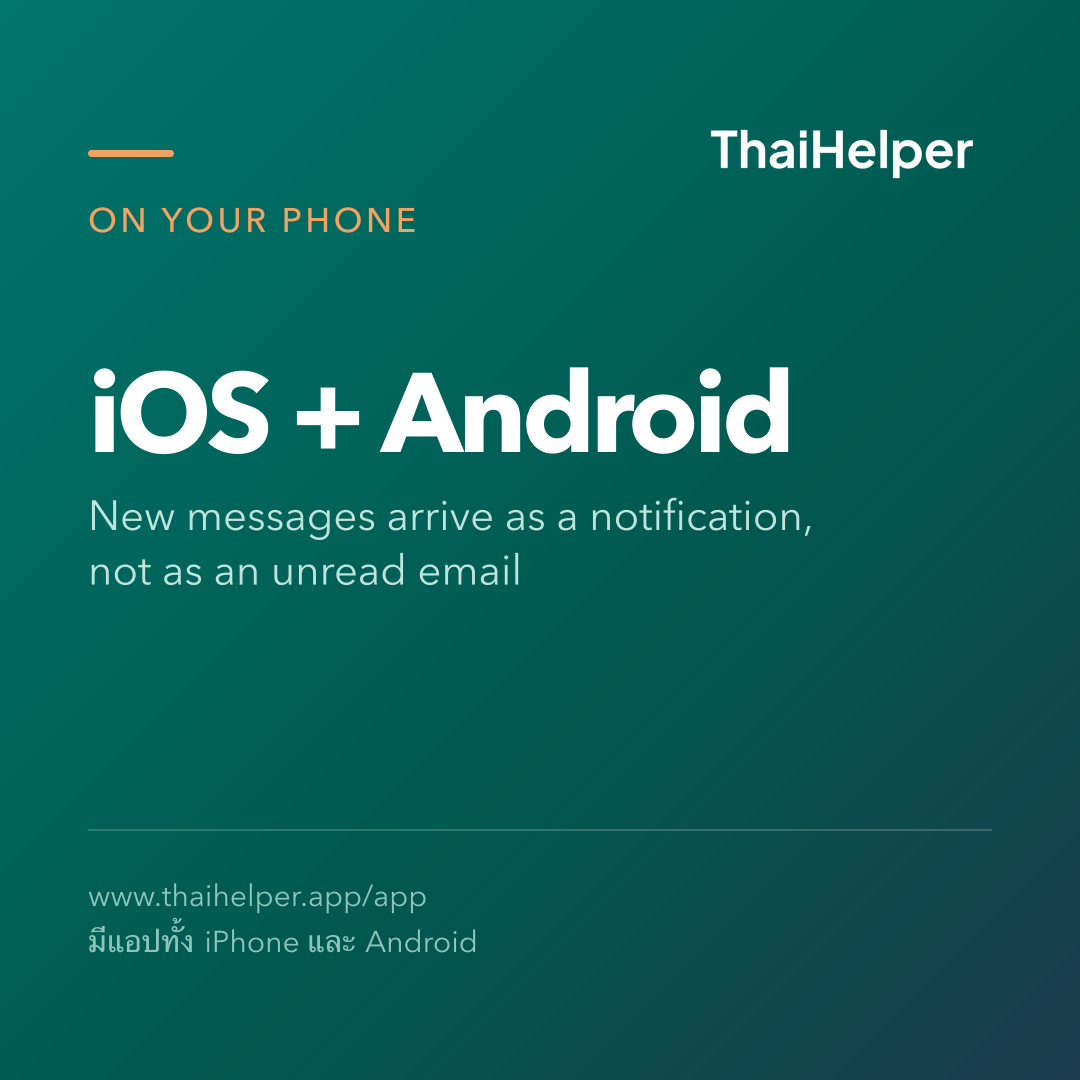 ThaiHelper
ON YOUR PHONE
iOS + Android
New messages arrive as a notification,
not as an unread email
www.thaihelper.app/app
มีแอปทั้ง iPhone และ Android